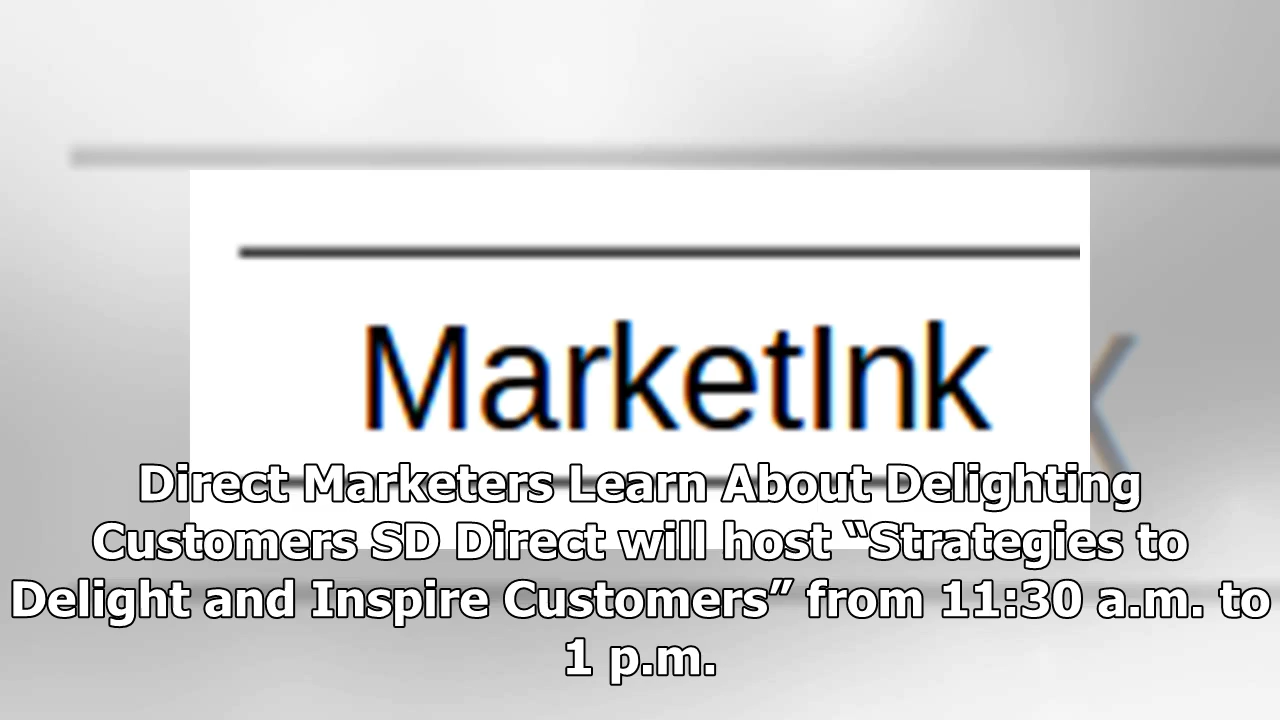 MarketInk
Direct Marketers Learn About Delighting
Customers SD Direct will host “Strategies to
Delight and Inspire Customers” from 11:30 a.m. to
1 p.m.